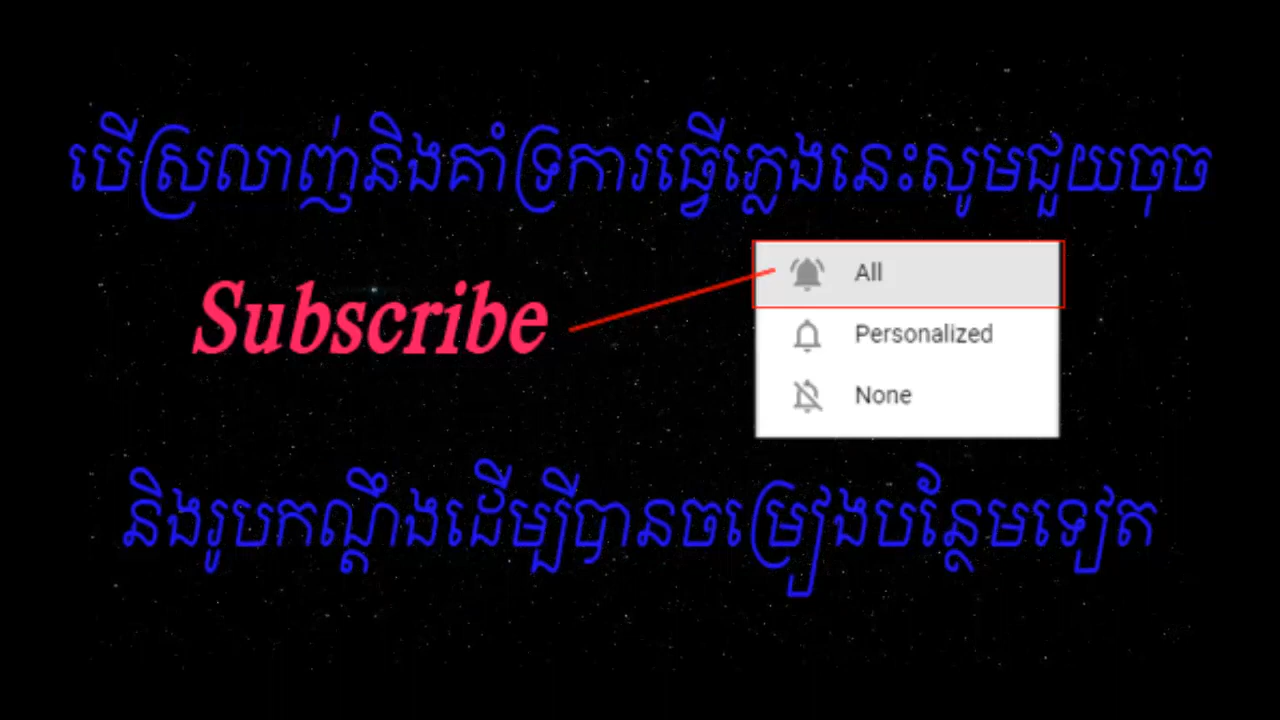 បើស្រលាញ់និងគាំទ្រការធ្វើភ្លេងនេះសូមជួយចុច
Subscribe
All
Personalized
None
និងរូបកណ្ដឹងដើម្បីបានចម្រៀងបន្ថែមទៀត